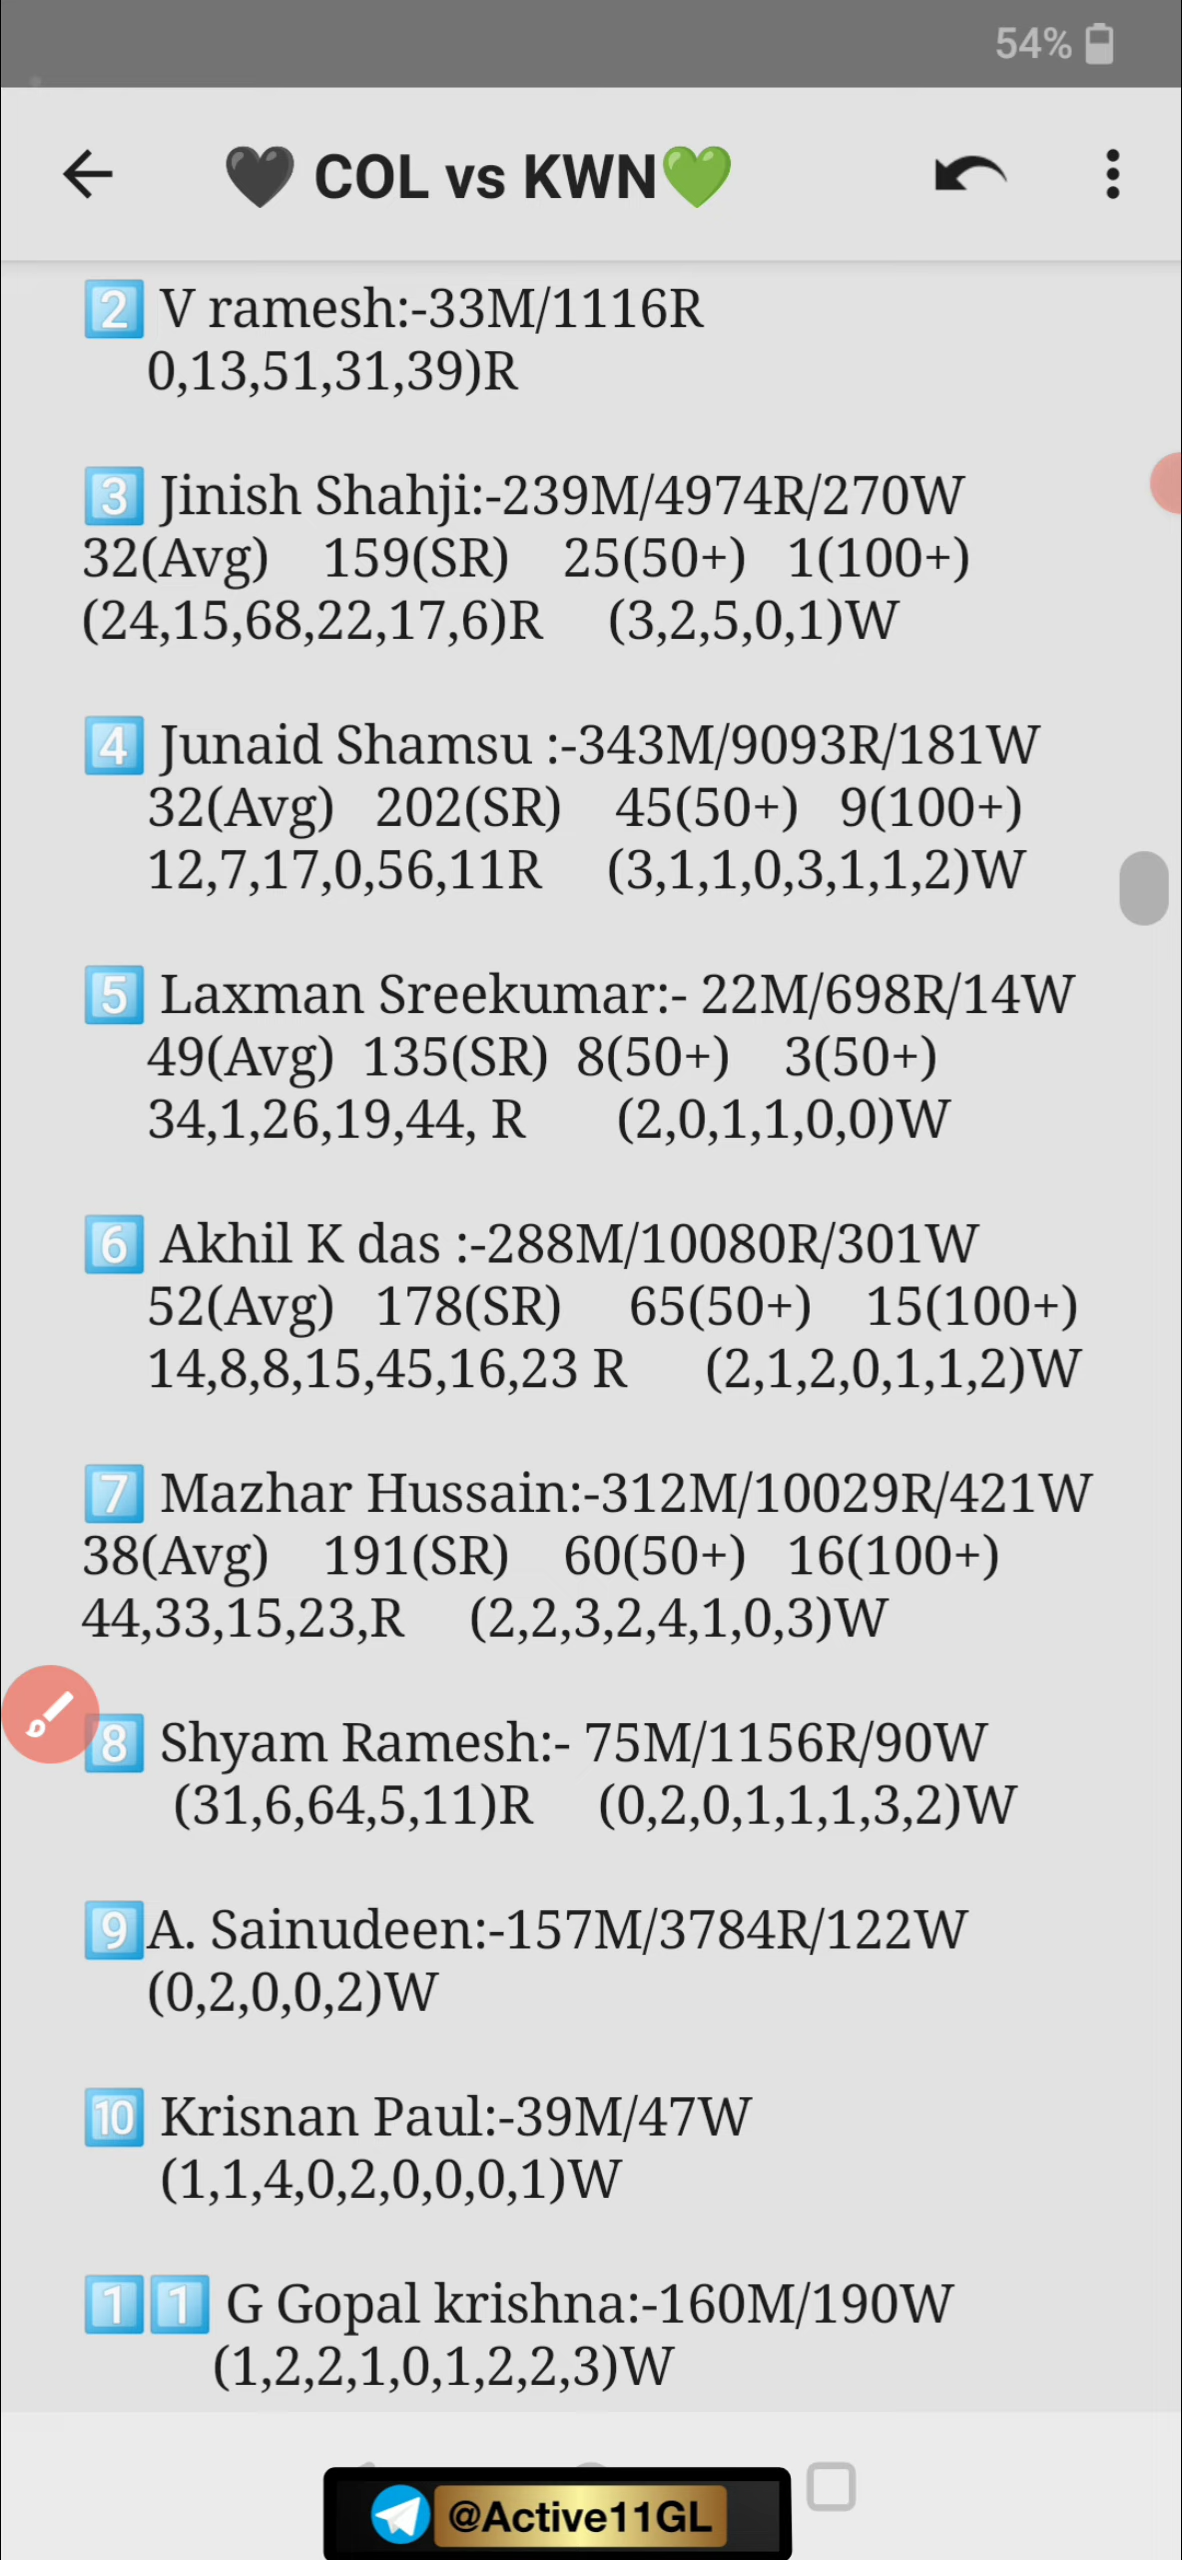 54%
🖤 COL vs KWN💚
2️⃣ V ramesh:-33M/1116R
0,13,51,31,39)R
3️⃣ Jinish Shahji:-239M/4974R/270W
32(Avg) 159(SR) 25(50+) 1(100+)
(24,15,68,22,17,6)R (3,2,5,0,1)W
4️⃣ Junaid Shamsu :-343M/9093R/181W
32(Avg) 202(SR) 45(50+) 9(100+)
12,7,17,0,56,11R (3,1,1,0,3,1,1,2)W
5️⃣ Laxman Sreekumar:- 22M/698R/14W
49(Avg) 135(SR) 8(50+) 3(50+)
34,1,26,19,44, R (2,0,1,1,0,0)W
6️⃣ Akhil K das :-288M/10080R/301W
52(Avg) 178(SR) 65(50+) 15(100+)
14,8,8,15,45,16,23 R (2,1,2,0,1,1,2)W
7️⃣ Mazhar Hussain:-312M/10029R/421W
38(Avg) 191(SR) 60(50+) 16(100+)
44,33,15,23,R (2,2,3,2,4,1,0,3)W
8️⃣ Shyam Ramesh:- 75M/1156R/90W
(31,6,64,5,11)R (0,2,0,1,1,1,3,2)W
9️⃣A. Sainudeen:-157M/3784R/122W
(0,2,0,0,2)W
🔟 Krisnan Paul:-39M/47W
(1,1,4,0,2,0,0,0,1)W
1️⃣1️⃣ G Gopal krishna:-160M/190W
(1,2,2,1,0,1,2,2,3)W
@Active11GL